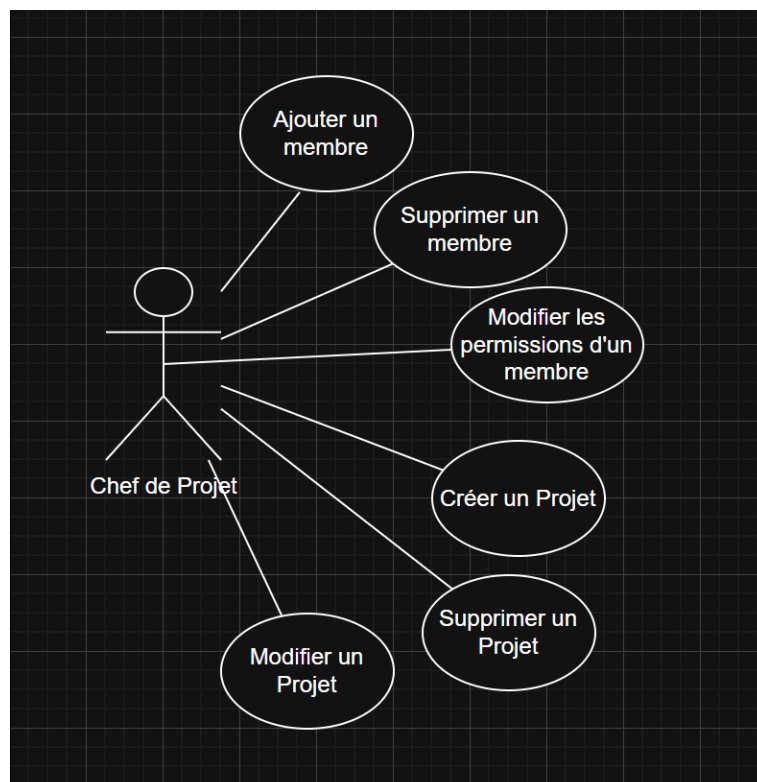 Ajouter un
membre
Supprimer un
membre
Modifier les
permissions d'un
membre
Chef de Projet
Créer un Projet
Supprimer un
Projet
Modifier un
Projet